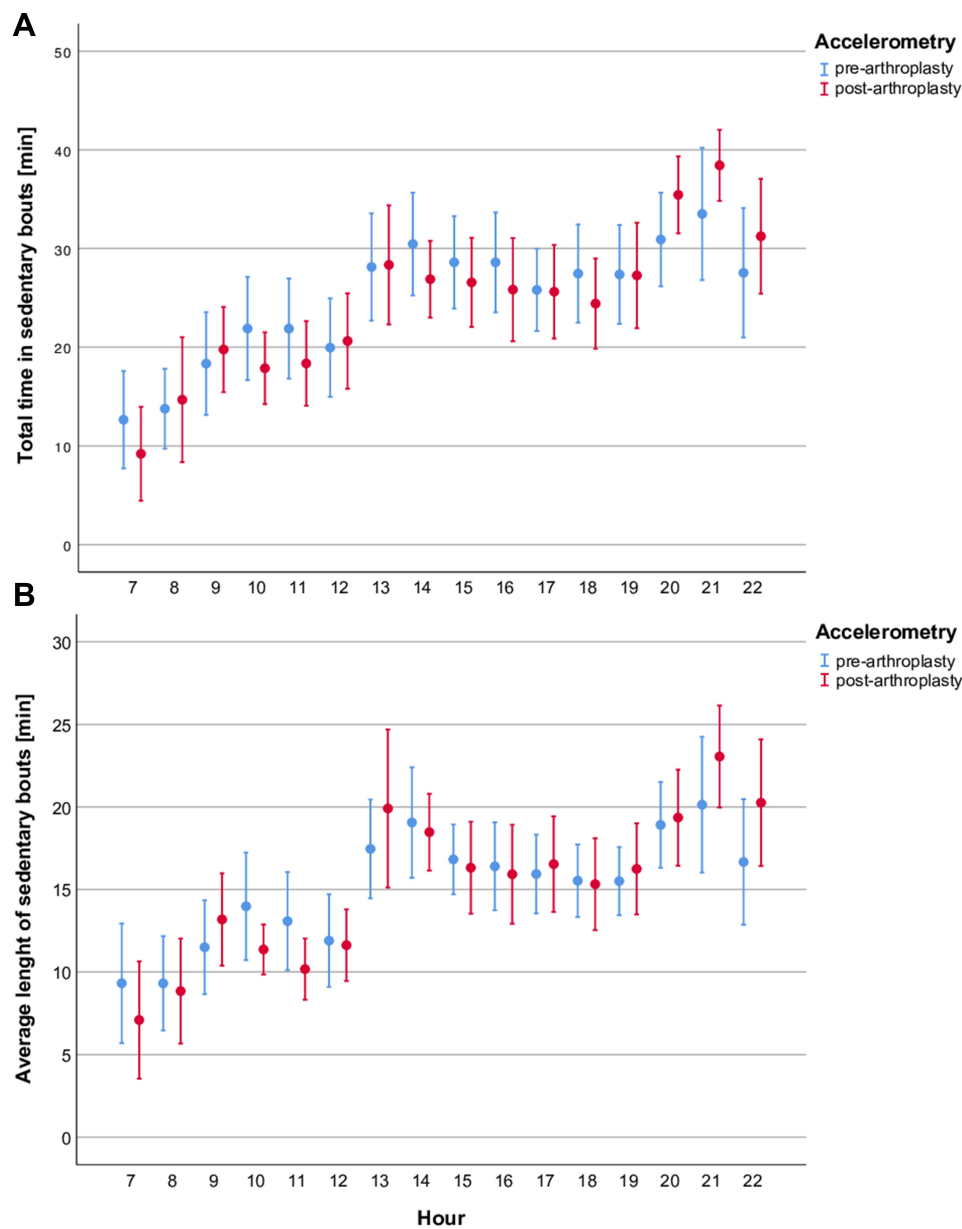 A
Accelerometry
pre-arthroplasty
post-arthroplasty
Total time in sedentary bouts [min]
50
40
30
20
10
0
7 8 9 10 11 12 13 14 15 16 17 18 19 20 21 22
B
Accelerometry
pre-arthroplasty
post-arthroplasty
Average lenght of sedentary bouts [min]
30
25
20
15
10
5
0
7 8 9 10 11 12 13 14 15 16 17 18 19 20 21 22
Hour